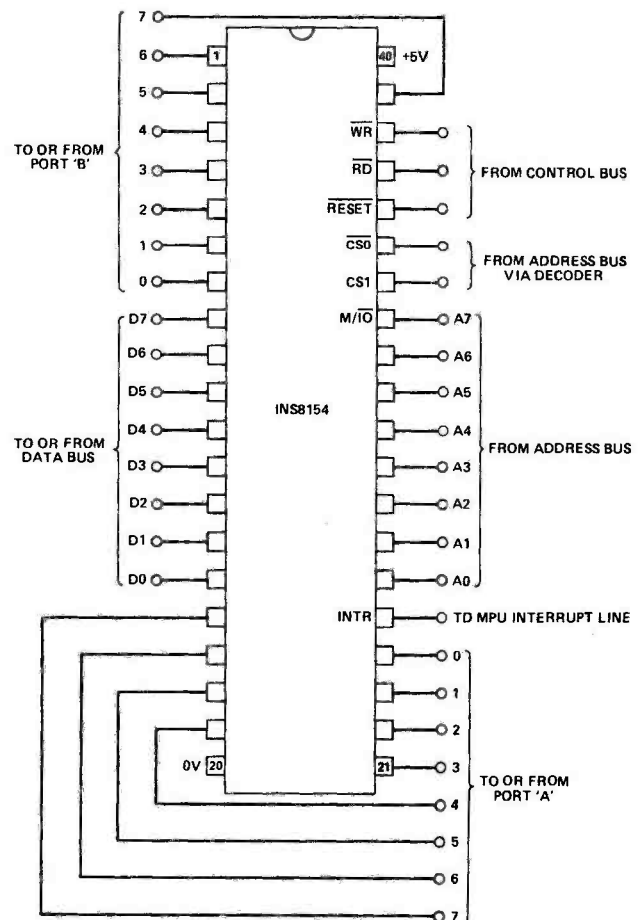 7
6
5
4
3
2
1
0
TO OR FROM
PORT 'B'
D7
D6
D5
D4
D3
D2
D1
D0
TO OR FROM
DATA BUS
1
0V 20
INS8154
40 +5V
WR
RD
RESET
FROM CONTROL BUS
CS0
CS1
FROM ADDRESS BUS
VIA DECODER
M/IO
A7
A6
A5
A4
A3
A2
A1
A0
FROM ADDRESS BUS
INTR
TD MPU INTERRUPT LINE
21
0
1
2
3
4
5
6
7
TO OR FROM
PORT 'A'